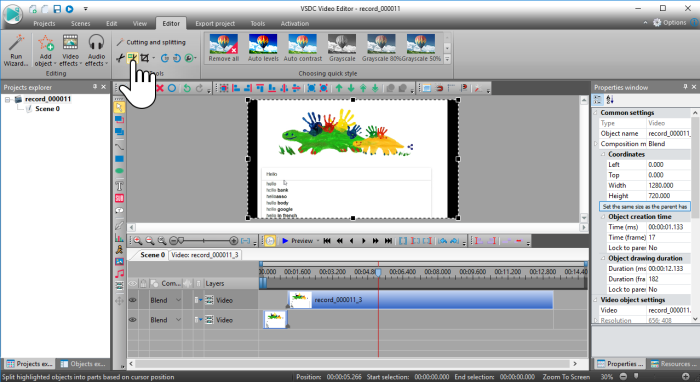 VSDC Video Editor - record_000011
Projects Scenes Edit View Editor Export project Tools Activation Options
Run Wizard... Add object Video effects Audio effects
Cutting and splitting
Remove all Auto levels Auto contrast Grayscale Grayscale 80% Grayscale 50%
Editing Tools Choosing quick style
Projects explorer
record_000011
Scene 0
Properties window
Common settings
Type Video
Object name record_00001
Composition m Blend
Coordinates
Left 0.000
Top 0.000
Width 1280.000
Height 720.000
Set the same size as the parent has
Object creation time
Time (ms) 00:00:01.133
Time (frame) 17
Lock to parer No
Object drawing duration
Duration (ms 00:00:12.133
Duration (fra 182
Lock to parer No
Video object settings
Video record_000011
Resolution 656; 408
Hello
hello
hello bank
helloasso
hello body
hello google
hello in french
Preview
Scene 0 Video: record_000011_3
00.000 00:01.600 00:03.200 00:04.800 00:06.400 00:08.000 00:09.600 00:11.200 00:12.800 00:14.40
Com... Layers
Blend Video record_000011_3
Blend Video
Projects ex... Objects ex...
Properties ... Resources ...
Split highlighted objects into parts based on cursor position
Position: 00:00:05.266 Start selection: 00:00:00.000 End selection: 00:00:00.000 Zoom To Screen 30%